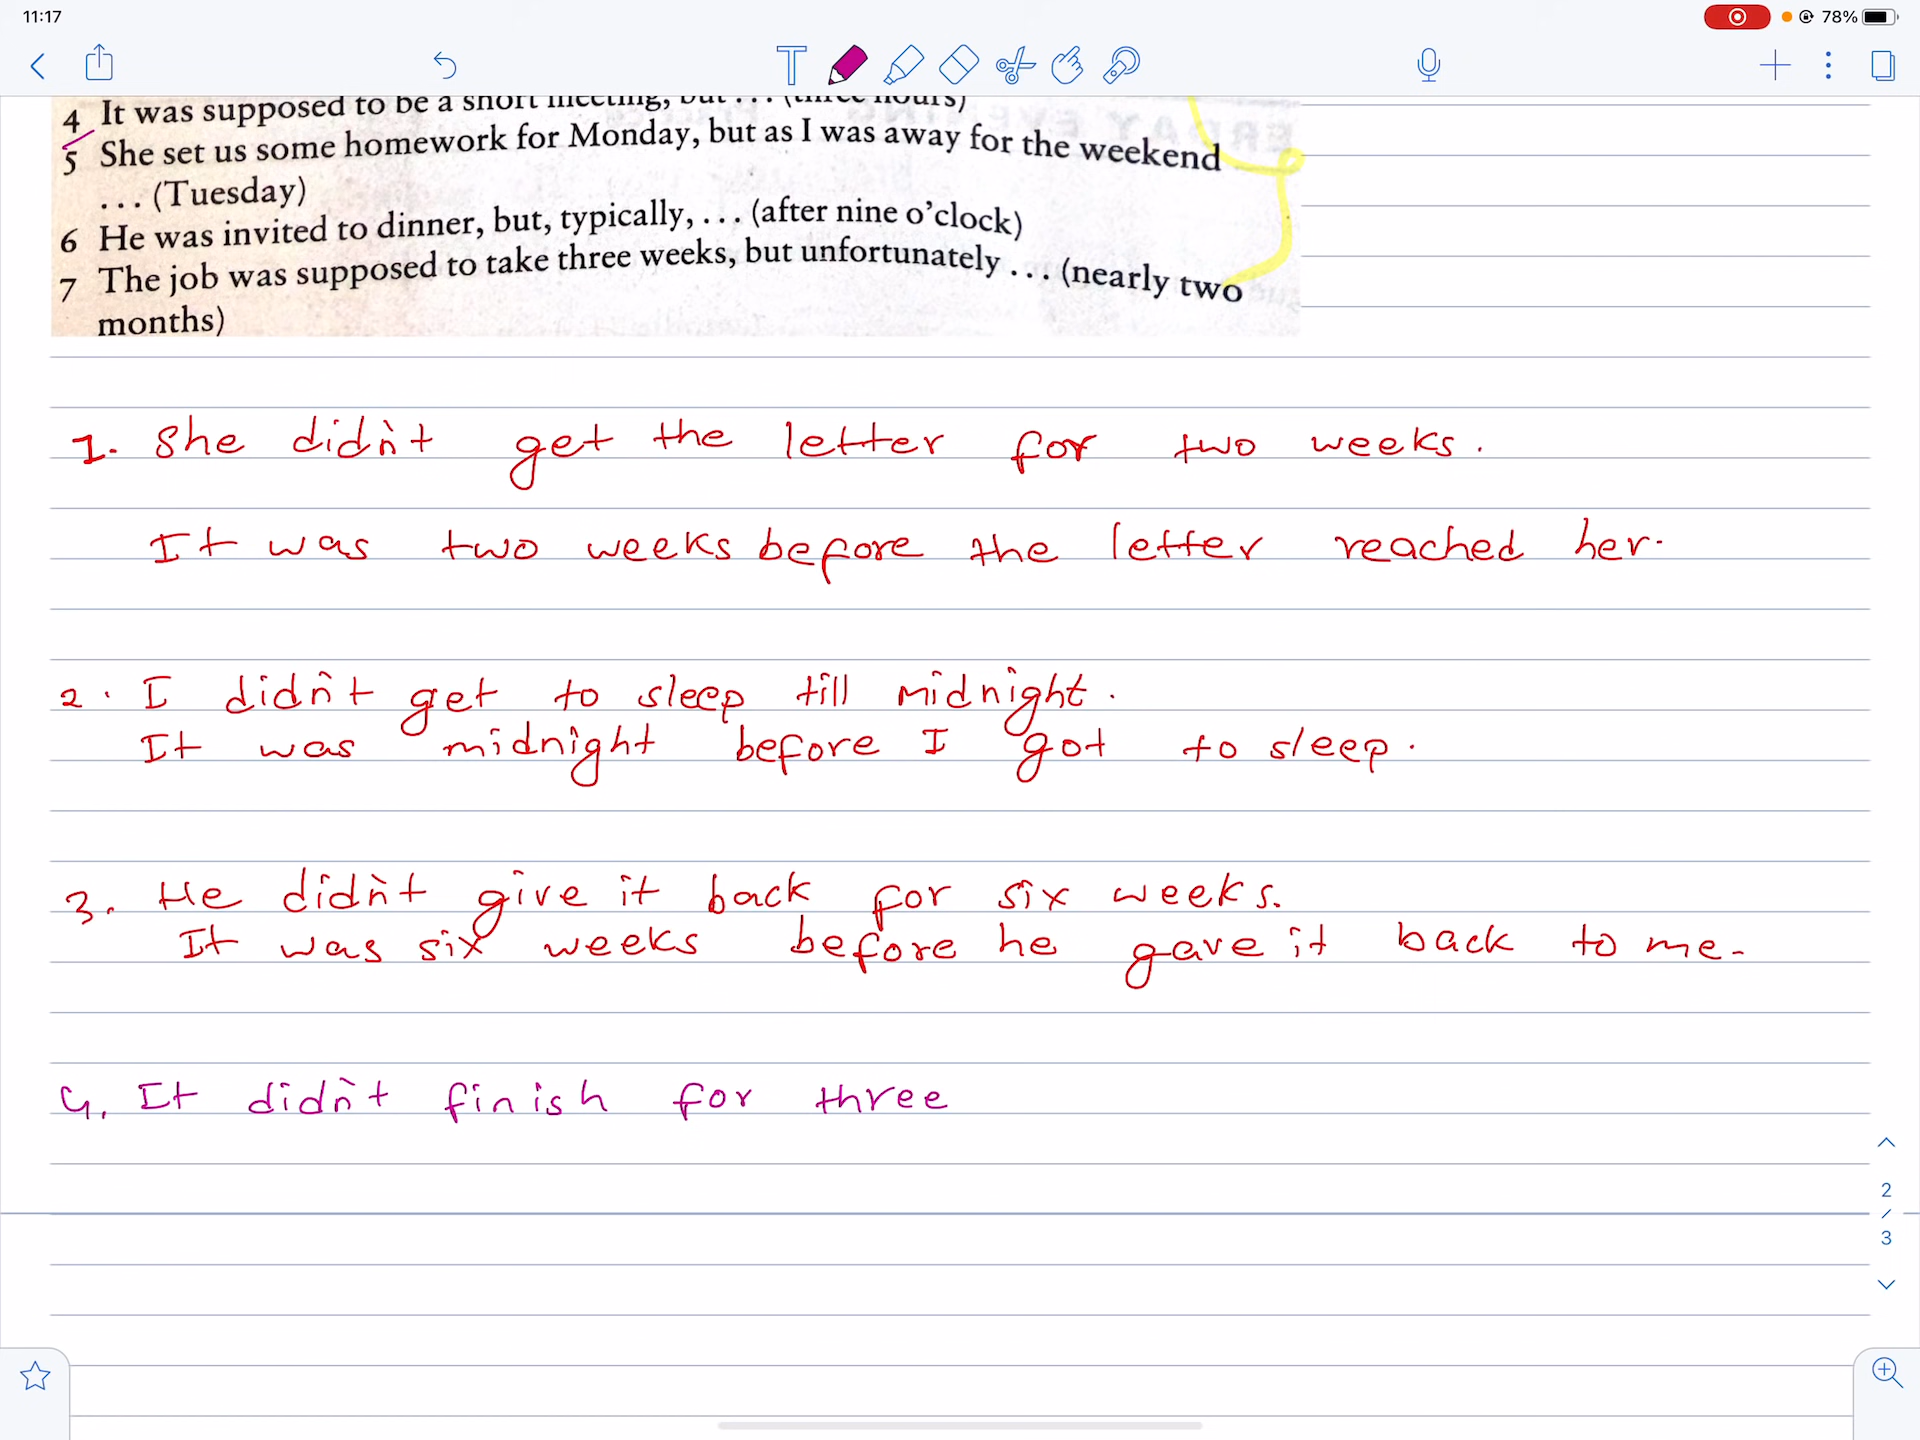 11:17
78%
4 It was supposed to be a short meeting, but ... (three hours)
5 She set us some homework for Monday, but as I was away for the weekend
... (Tuesday)
6 He was invited to dinner, but, typically, ... (after nine o'clock)
7 The job was supposed to take three weeks, but unfortunately ... (nearly two
months)
1. She didn't get the letter for two weeks.
It was two weeks before the letter reached her.
2. I didn't get to sleep till midnight.
It was midnight before I got to sleep.
3. He didn't give it back for six weeks.
It was six weeks before he gave it back to me.
4. It didn't finish for three
2
/
3